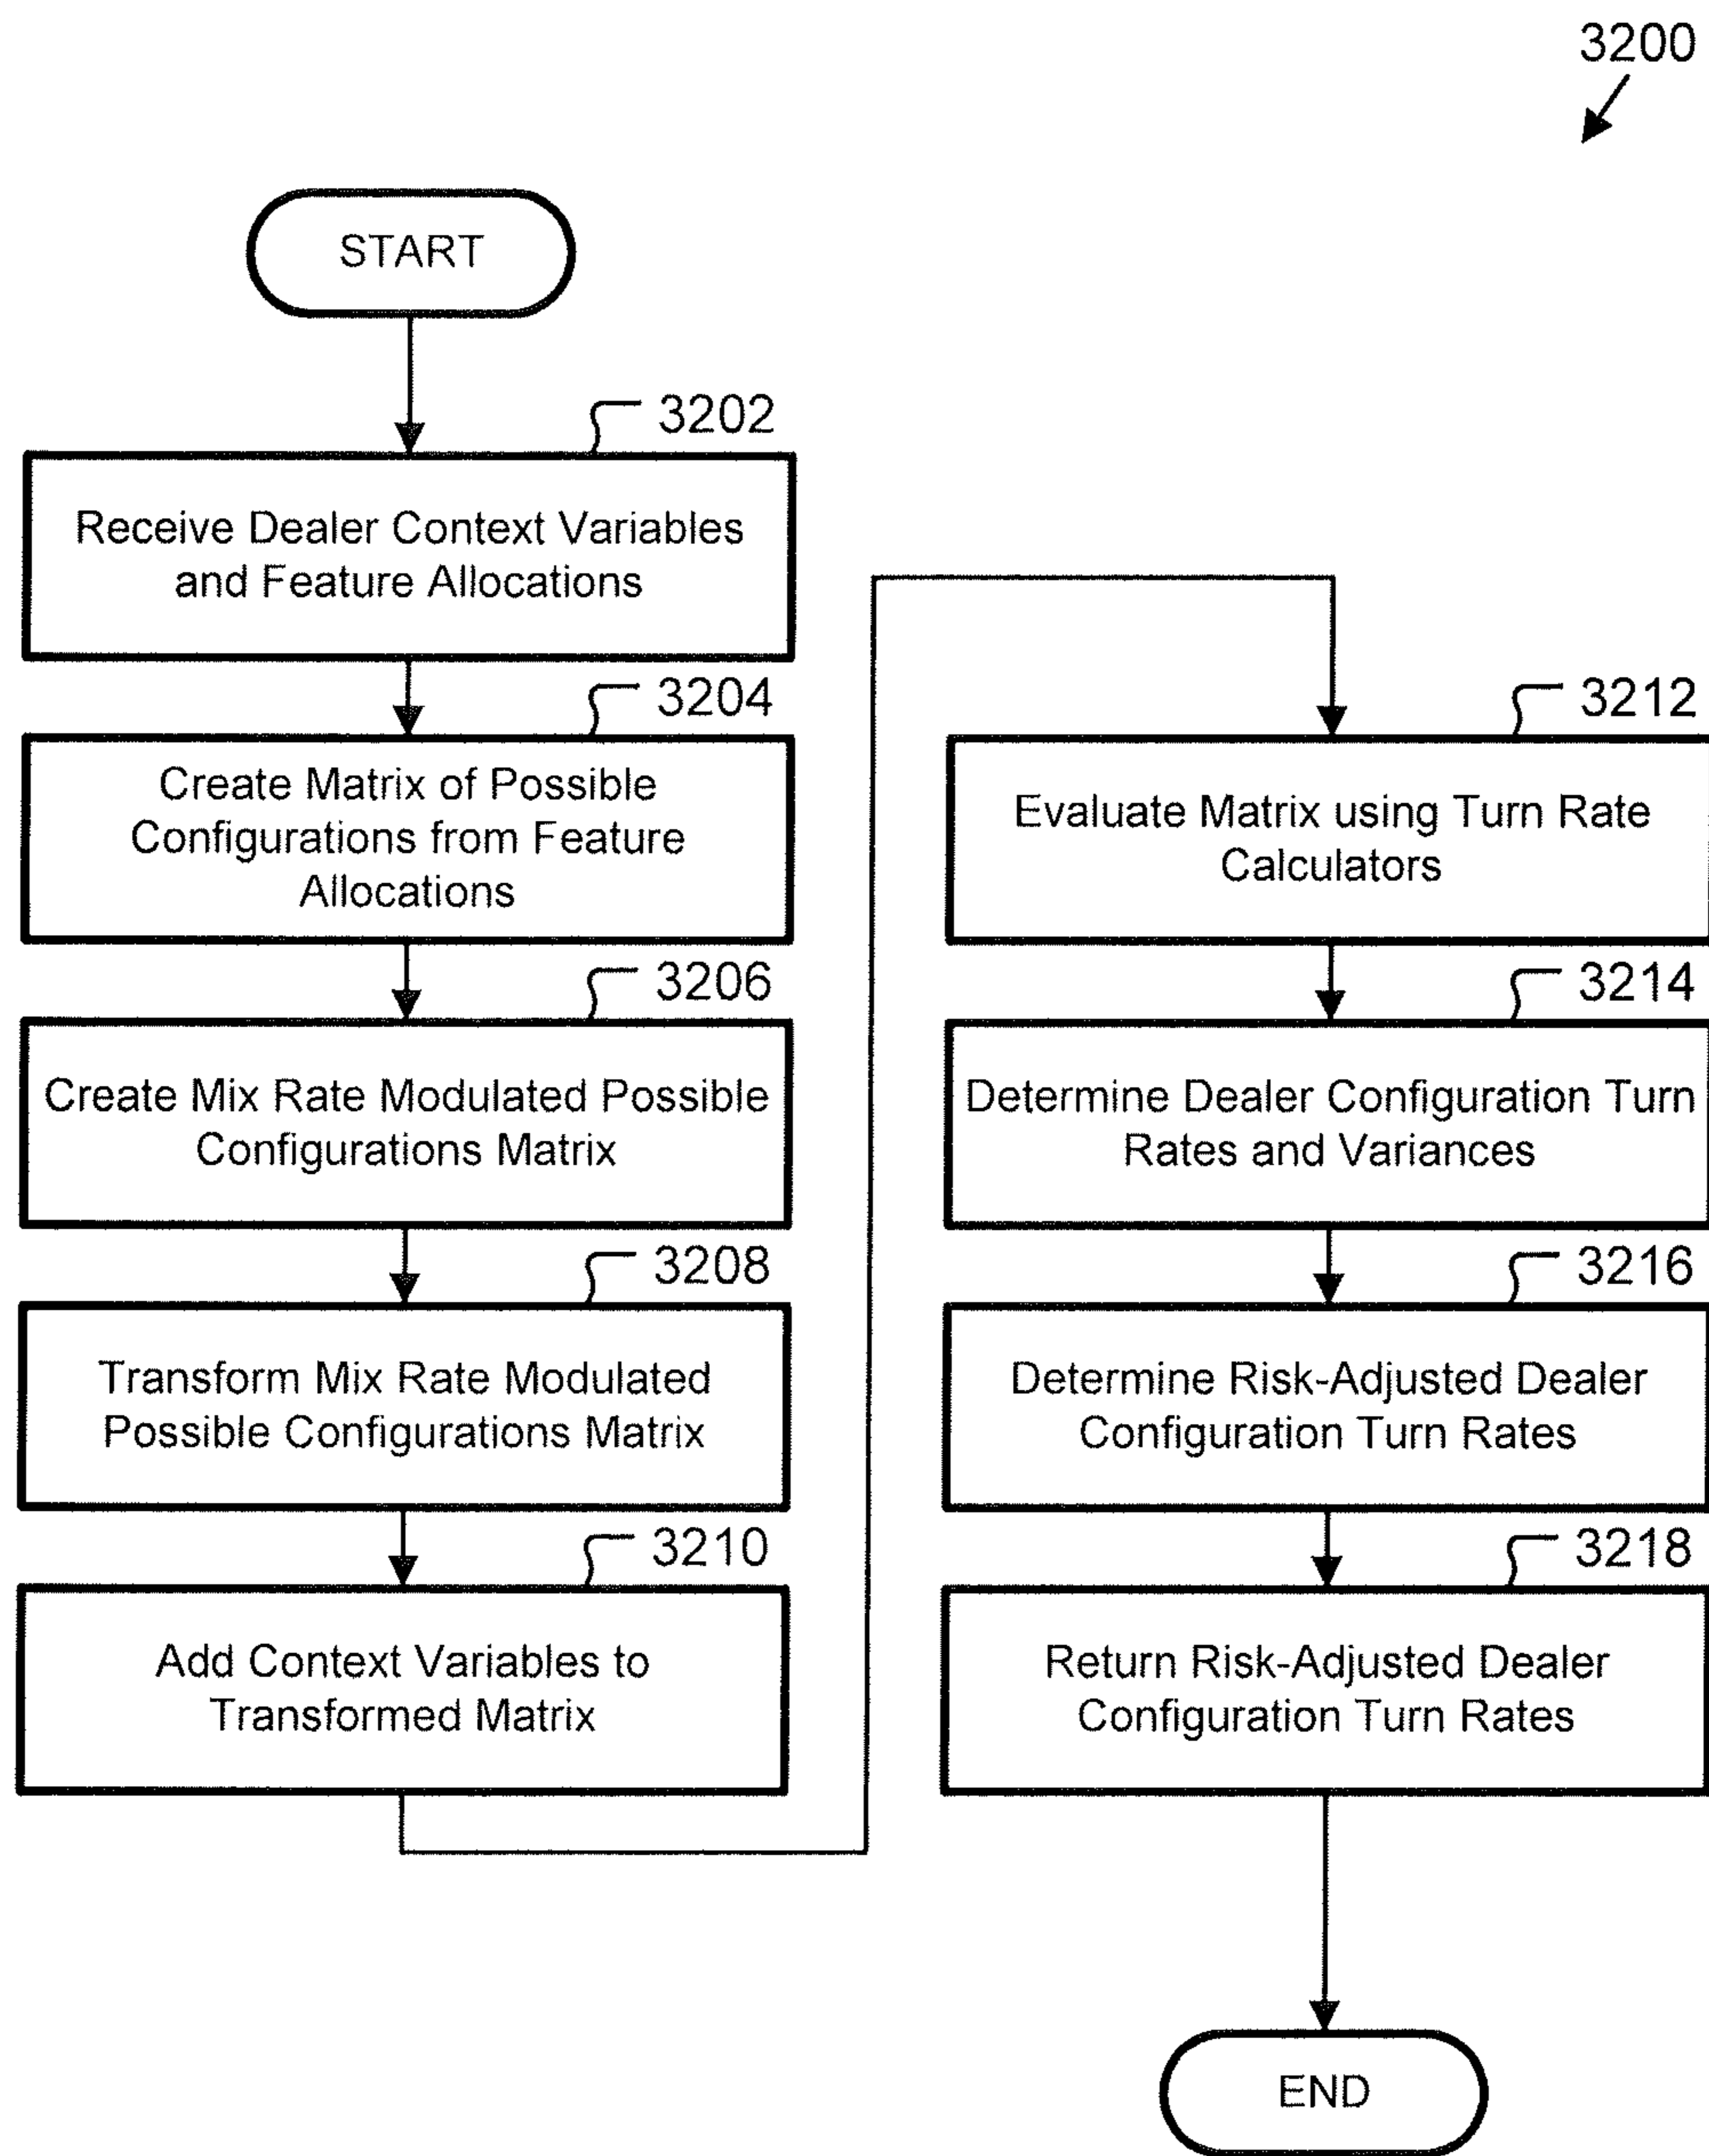 3200
START
3202
Receive Dealer Context Variables
and Feature Allocations
3204
Create Matrix of Possible
Configurations from Feature
Allocations
3206
Create Mix Rate Modulated Possible
Configurations Matrix
3208
Transform Mix Rate Modulated
Possible Configurations Matrix
3210
Add Context Variables to
Transformed Matrix
3212
Evaluate Matrix using Turn Rate
Calculators
3214
Determine Dealer Configuration Turn
Rates and Variances
3216
Determine Risk-Adjusted Dealer
Configuration Turn Rates
3218
Return Risk-Adjusted Dealer
Configuration Turn Rates
END